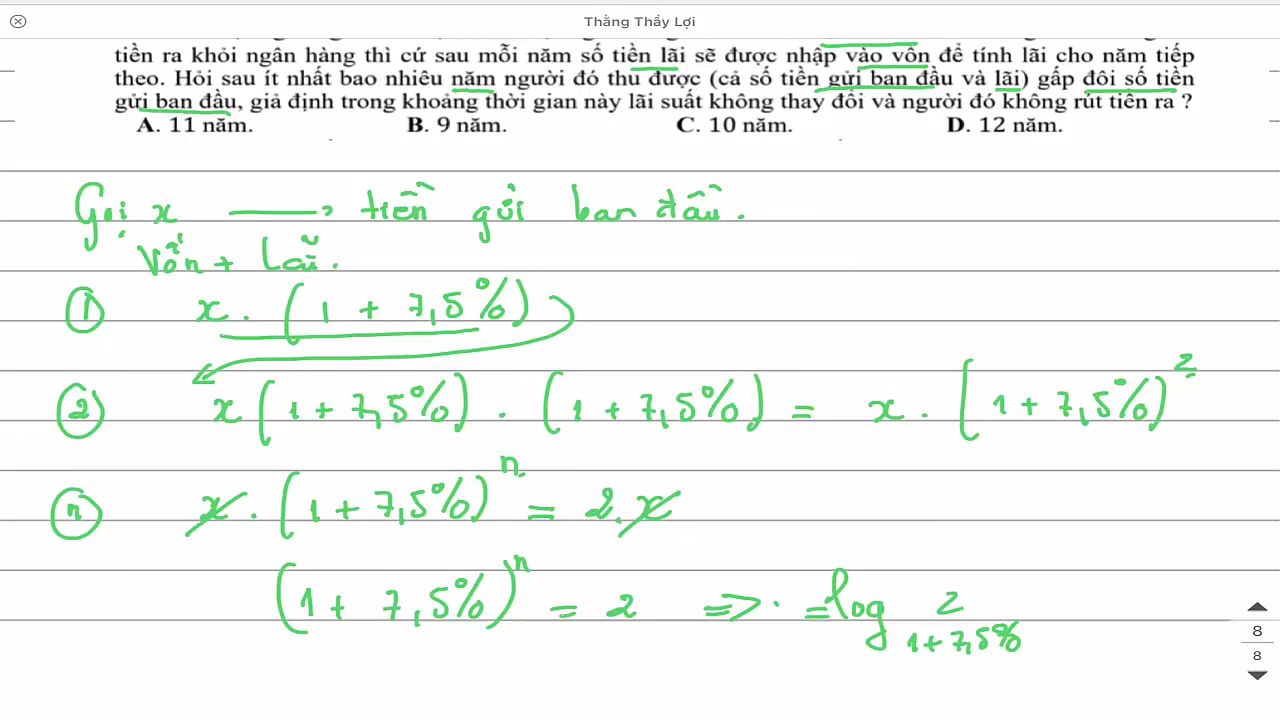 Thằng Thầy Lợi
tiền ra khỏi ngân hàng thì cứ sau mỗi năm số tiền lãi sẽ được nhập vào vốn để tính lãi cho năm tiếp
theo. Hỏi sau ít nhất bao nhiêu năm người đó thu được (cả số tiền gửi ban đầu và lãi) gấp đôi số tiền
gửi ban đầu, giả định trong khoảng thời gian này lãi suất không thay đổi và người đó không rút tiền ra ?
A. 11 năm. B. 9 năm. C. 10 năm. D. 12 năm.
Gọi x → tiền gửi ban đầu.
Vốn + Lãi.
① x . (1 + 7,5%)
② x (1 + 7,5%) . (1 + 7,5%) = x . (1 + 7,5%)²
ⓝ x . (1 + 7,5%)ⁿ = 2.x
(1 + 7,5%)ⁿ = 2 => . = log 2
1 + 7,5%
8
8